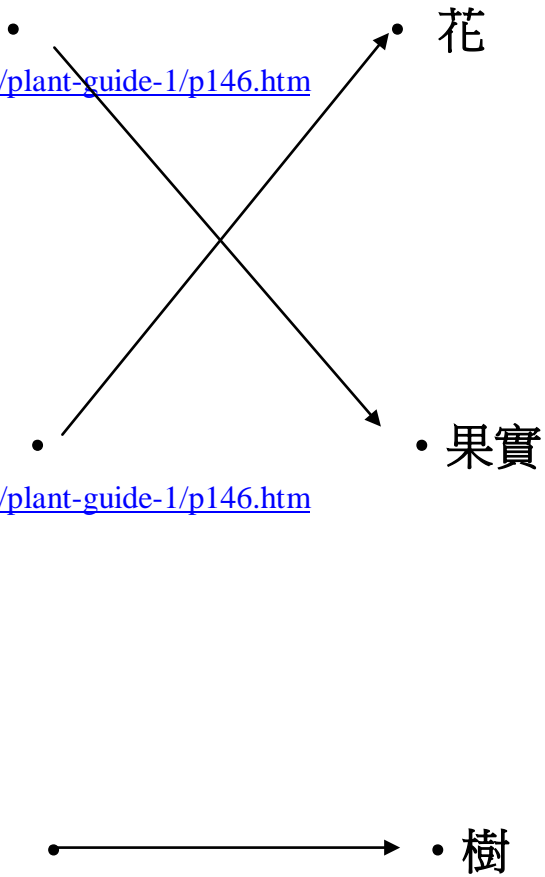 • • 花
/plant-guide-1/p146.htm
• • 果實
/plant-guide-1/p146.htm
• • 樹